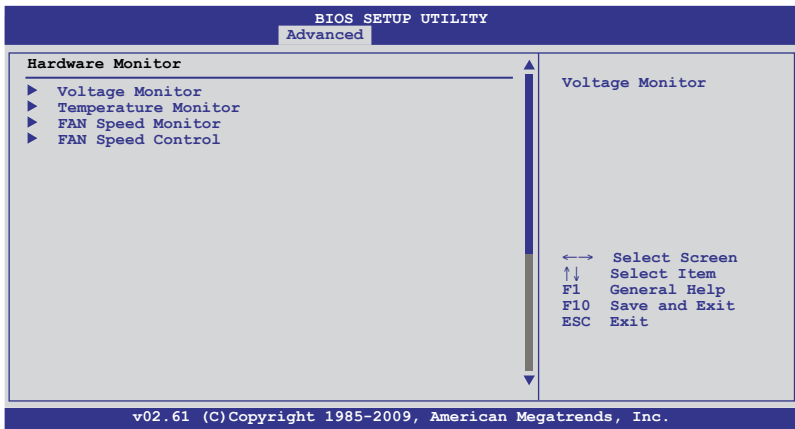 BIOS SETUP UTILITY
Advanced
Hardware Monitor
▶ Voltage Monitor
▶ Temperature Monitor
▶ FAN Speed Monitor
▶ FAN Speed Control
Voltage Monitor
←→ Select Screen
↑↓ Select Item
F1 General Help
F10 Save and Exit
ESC Exit
v02.61 (C)Copyright 1985-2009, American Megatrends, Inc.